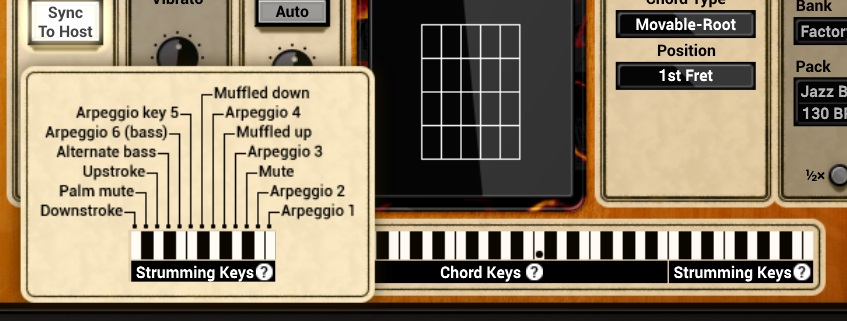 Vibrato
Sync
To Host
Auto
Chord Type
Movable-Root
Position
1st Fret
Bank
Pack
Jazz B
130 B
½×
Muffled down
Arpeggio key 5
Arpeggio 4
Arpeggio 6 (bass)
Muffled up
Alternate bass
Arpeggio 3
Upstroke
Mute
Palm mute
Arpeggio 2
Downstroke
Arpeggio 1
Strumming Keys ?
Chord Keys ?
Strumming Keys ?